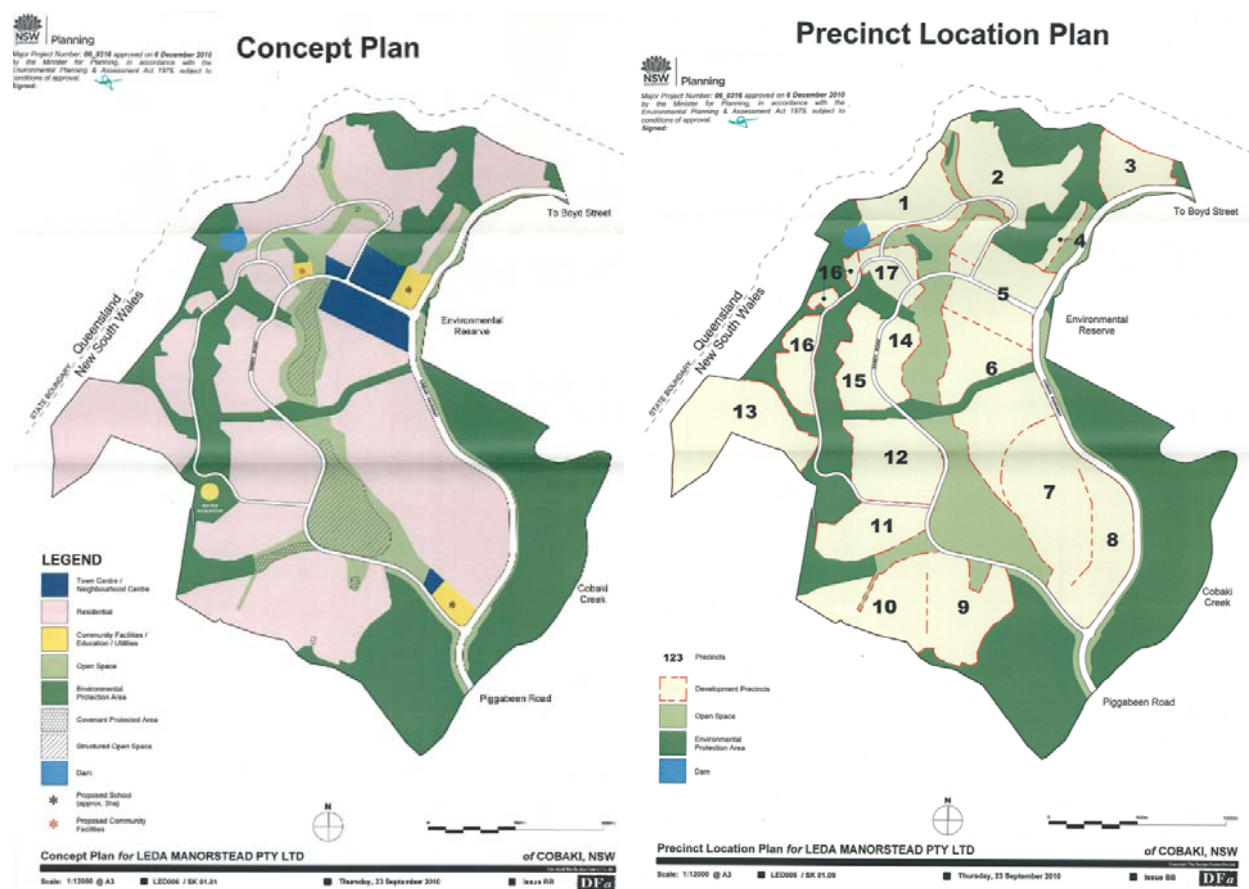 NSW
Planning
Major Project Number: 06_0316 approved on 6 December 2010
by the Minister for Planning, in accordance with the
Environmental Planning & Assessment Act 1979, subject to
conditions of approval.
Signed:
Concept Plan
To Boyd Street
Queensland
New South Wales
STATE BOUNDARY
Environmental
Reserve
Cobaki
Creek
Piggabeen Road
LEGEND
Town Centre /
Neighbourhood Centre
Residential
Community Facilities /
Education / Utilities
Open Space
Environmental
Protection Area
Covenant Protected Area
Structured Open Space
Dam
Proposed School
(approx. 3ha)
Proposed Community
Facilities
N
Concept Plan for LEDA MANORSTEAD PTY LTD
of COBAKI, NSW
Scale: 1:12000 @ A3
LED006 / SK 01.01
Thursday, 23 September 2010
DFa
Precinct Location Plan
NSW
Planning
Major Project Number: 06_0316 approved on 6 December 2010
by the Minister for Planning, in accordance with the
Environmental Planning & Assessment Act 1979, subject to
conditions of approval.
Signed:
3
2
To Boyd Street
1
4
16
17
5
Queensland
New South Wales
STATE BOUNDARY
Environmental
Reserve
16
14
6
15
13
12
7
11
8
Cobaki
Creek
10
9
Piggabeen Road
123 Precincts
Development Precincts
Open Space
Environmental
Protection Area
Dam
N
Precinct Location Plan for LEDA MANORSTEAD PTY LTD
of COBAKI, NSW
Scale: 1:12000 @ A3
LED006 / SK 01.09
Thursday, 23 September 2010
Issue BB
DFa